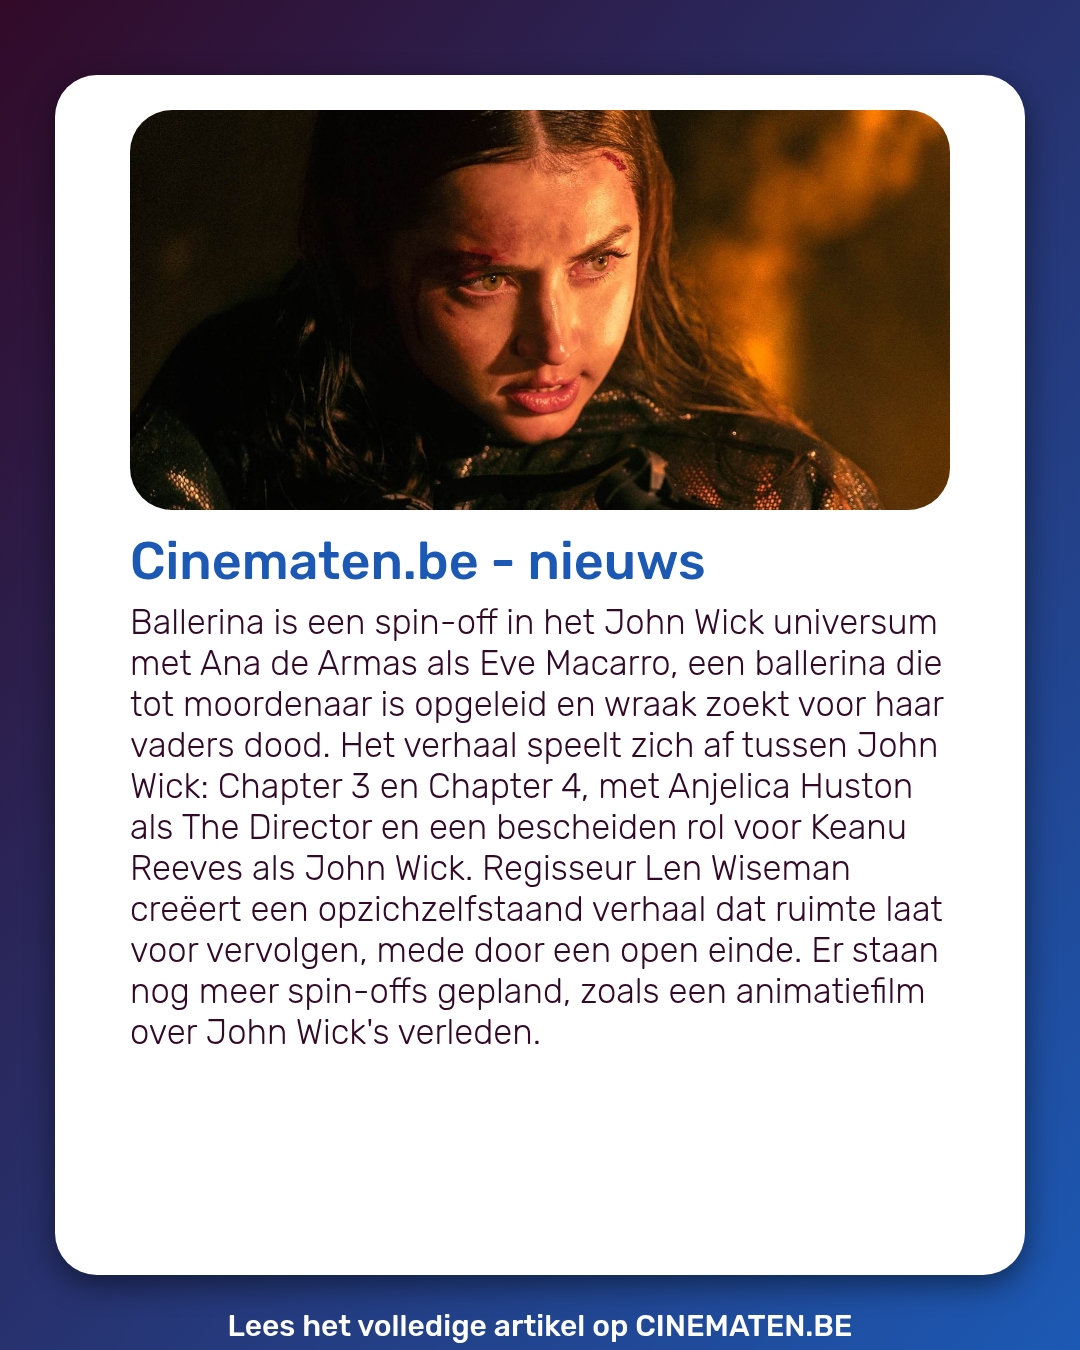 Cinematen.be - nieuws
Ballerina is een spin-off in het John Wick universum
met Ana de Armas als Eve Macarro, een ballerina die
tot moordenaar is opgeleid en wraak zoekt voor haar
vaders dood. Het verhaal speelt zich af tussen John
Wick: Chapter 3 en Chapter 4, met Anjelica Huston
als The Director en een bescheiden rol voor Keanu
Reeves als John Wick. Regisseur Len Wiseman
creëert een opzichzelfstaand verhaal dat ruimte laat
voor vervolgen, mede door een open einde. Er staan
nog meer spin-offs gepland, zoals een animatiefilm
over John Wick's verleden.
Lees het volledige artikel op CINEMATEN.BE